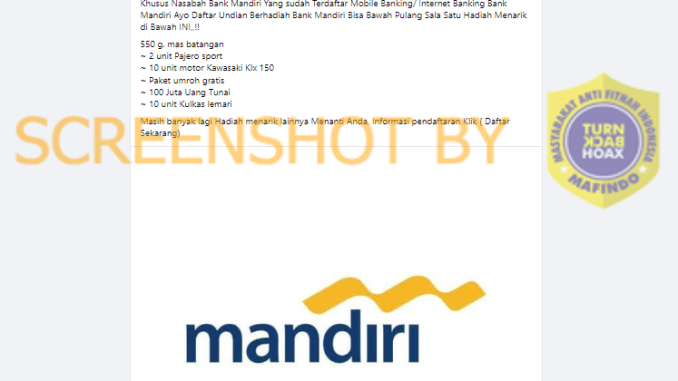 Khusus Nasabah Bank Mandiri Yang sudah Terdaftar Mobile Banking/ Internet Banking Bank
Mandiri Ayo Daftar Undian Berhadiah Bank Mandiri Bisa Bawah Pulang Sala Satu Hadiah Menarik
di Bawah INI,,!!
550 g. mas batangan
~ 2 unit Pajero sport
~ 10 unit motor Kawasaki Klx 150
~ Paket umroh gratis
~ 100 Juta Uang Tunai
~ 10 unit Kulkas lemari
Masih banyak lagi Hadiah menarik lainnya Menanti Anda, Informasi pendaftaran Klik ( Daftar
Sekarang)
SCREENSHOT BY
MASYARAKAT ANTI FITNAH INDONESIA
TURN
BACK
HOAX
MAFINDO
mandiri